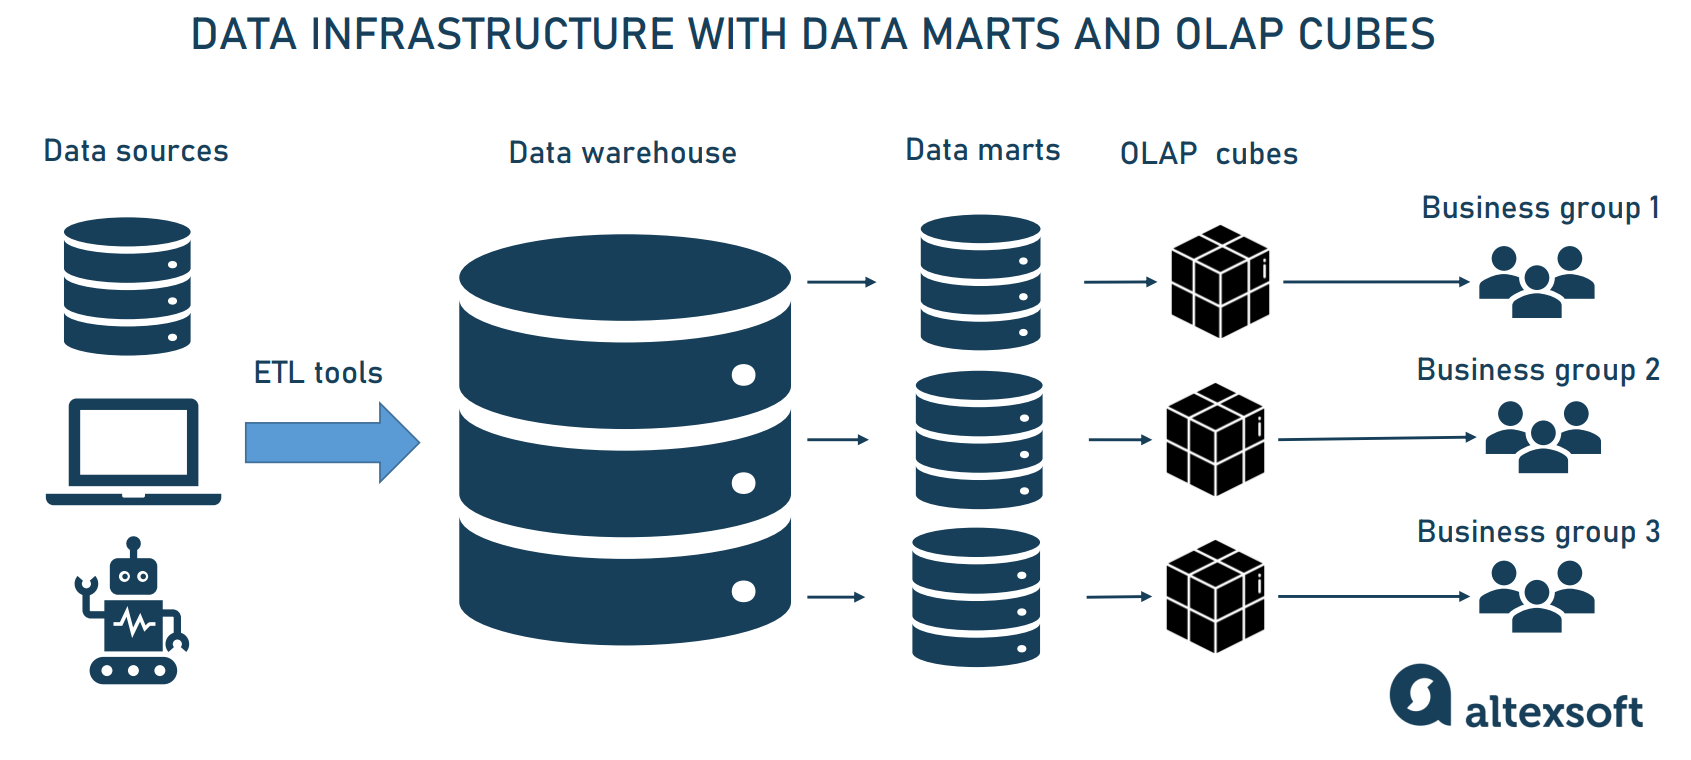 DATA INFRASTRUCTURE WITH DATA MARTS AND OLAP CUBES
Data sources
Data warehouse
Data marts
OLAP cubes
Business group 1
ETL tools
Business group 2
Business group 3
altexsoft